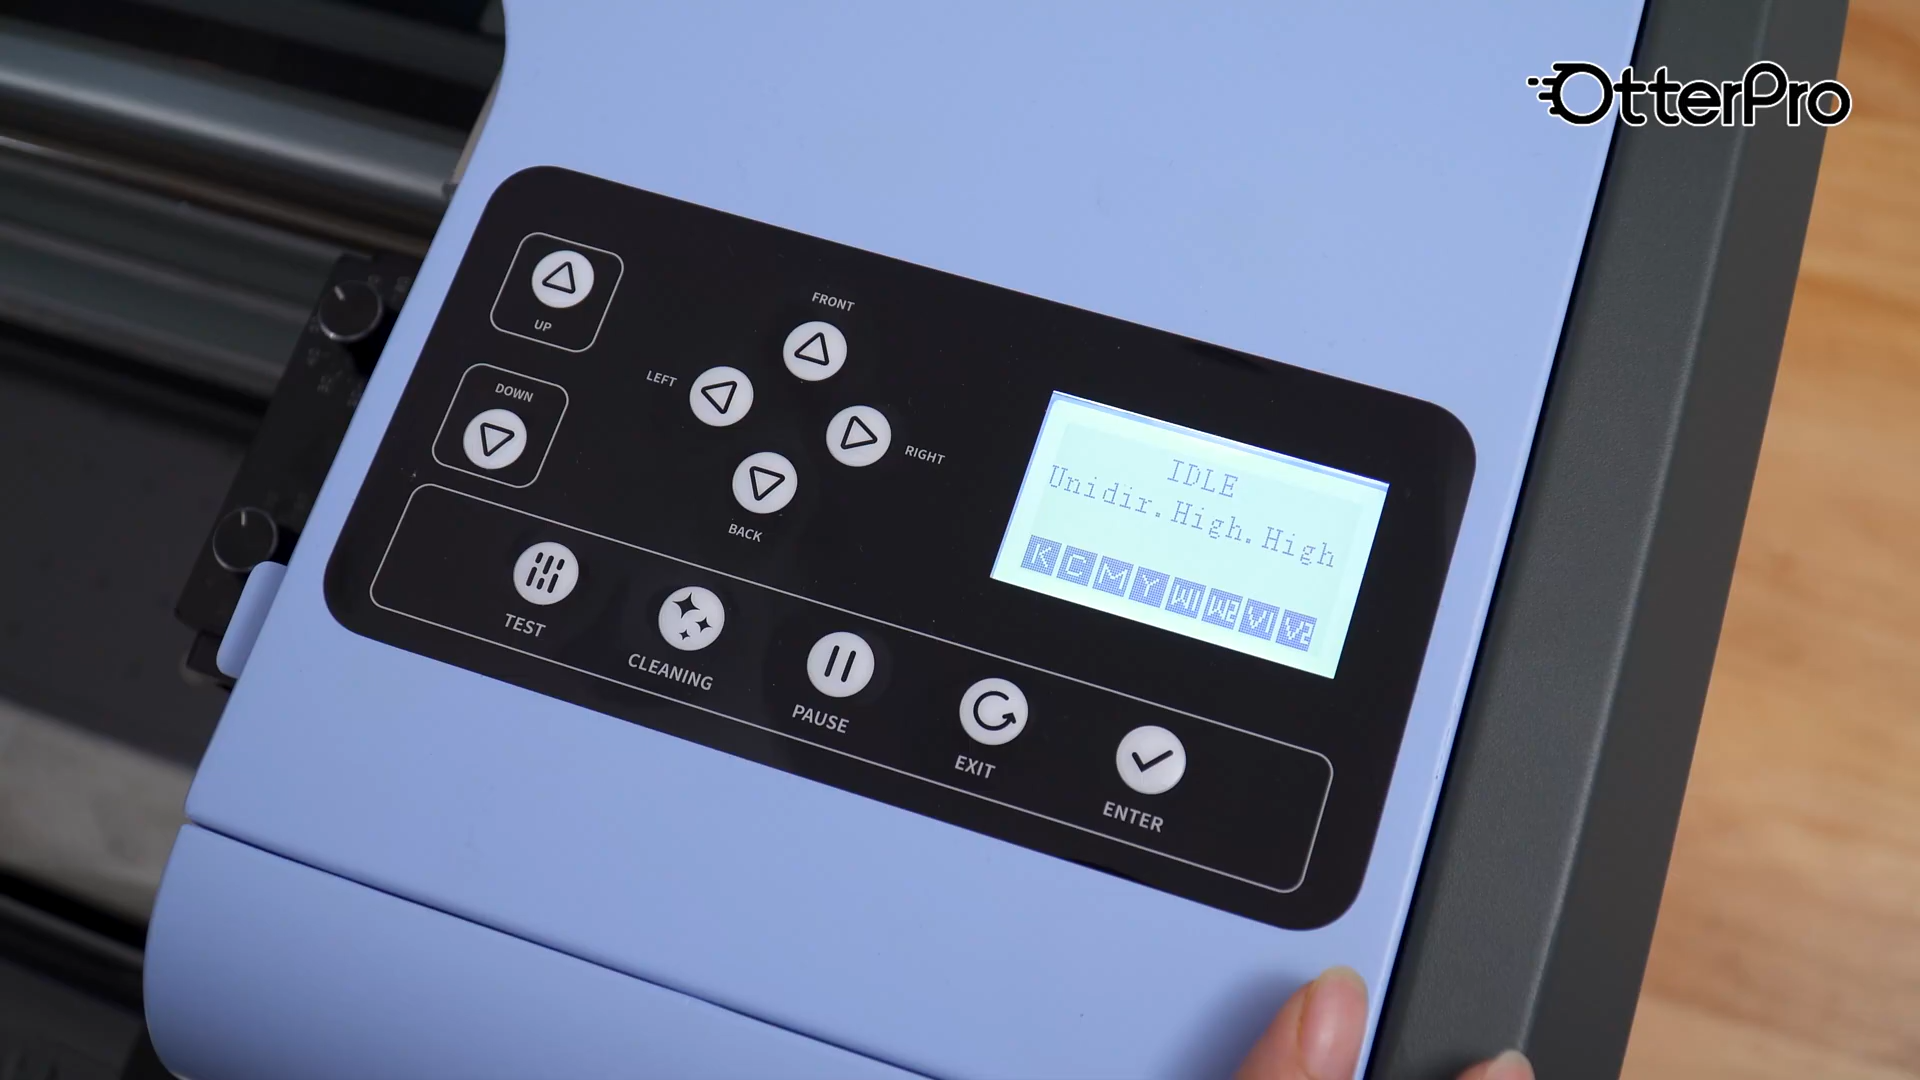 OtterPro
UP
DOWN
FRONT
LEFT
RIGHT
BACK
IDLE
Unidir.High.High
K C M Y W1 W2 V1 V2
TEST
CLEANING
PAUSE
EXIT
ENTER